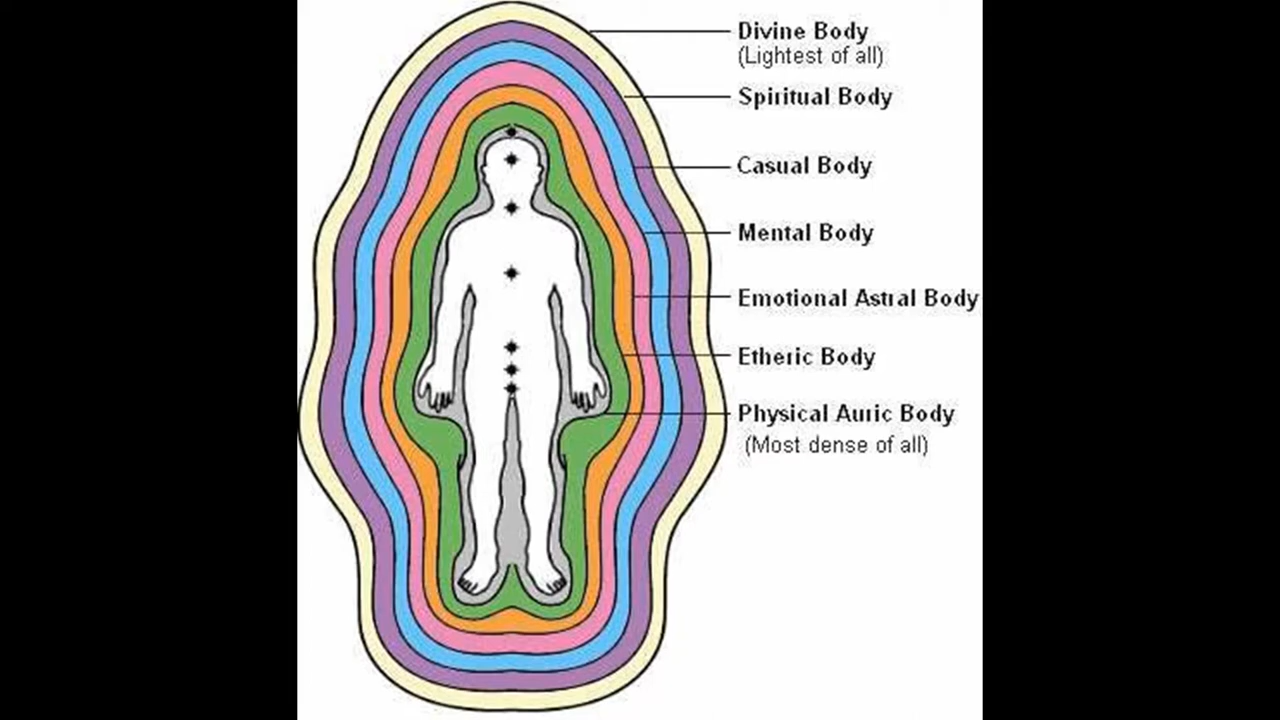 Divine Body
(Lightest of all)
Spiritual Body
Casual Body
Mental Body
Emotional Astral Body
Etheric Body
Physical Auric Body
(Most dense of all)